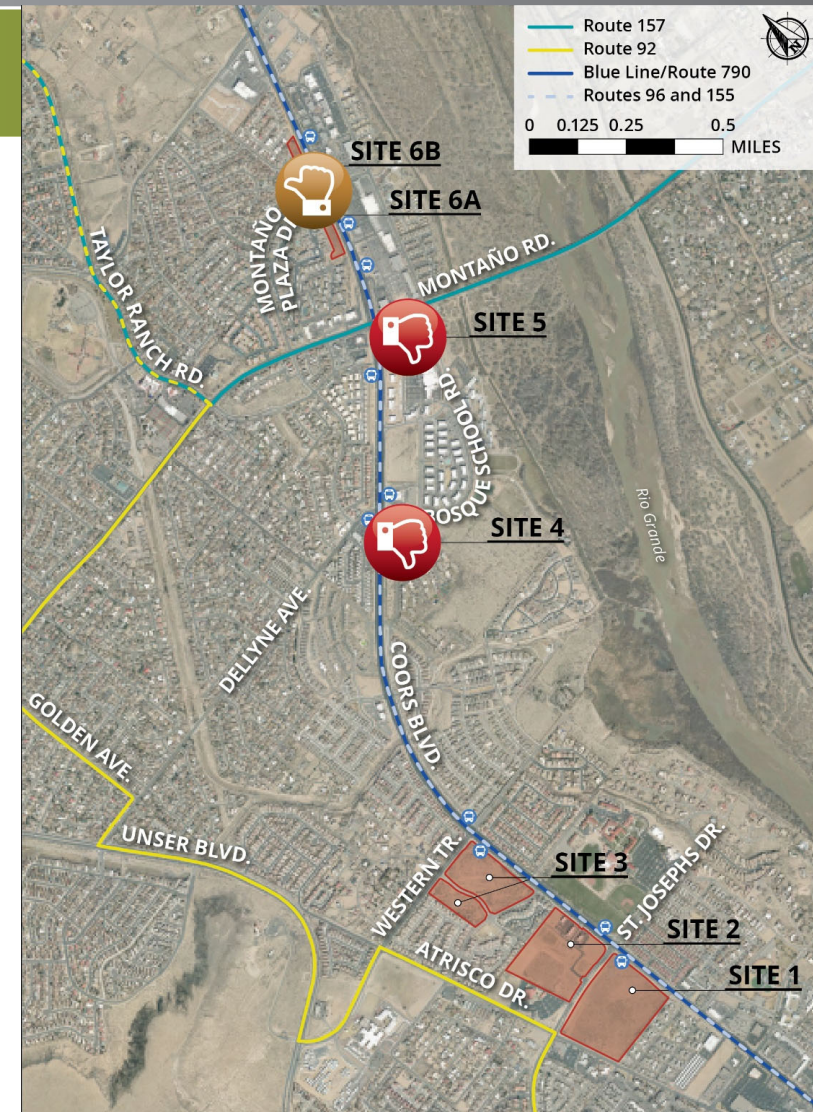 Route 157
Route 92
Blue Line/Route 790
Routes 96 and 155
0 0.125 0.25 0.5
MILES
N
SITE 6B
SITE 6A
MONTAÑO
PLAZA DR.
MONTAÑO RD.
TAYLOR RANCH RD.
SITE 5
BOSQUE SCHOOL RD.
Rio Grande
SITE 4
DELLYNE AVE.
COORS BLVD.
GOLDEN AVE.
UNSER BLVD.
WESTERN TR.
SITE 3
ST. JOSEPHS DR.
SITE 2
ATRISCO DR.
SITE 1